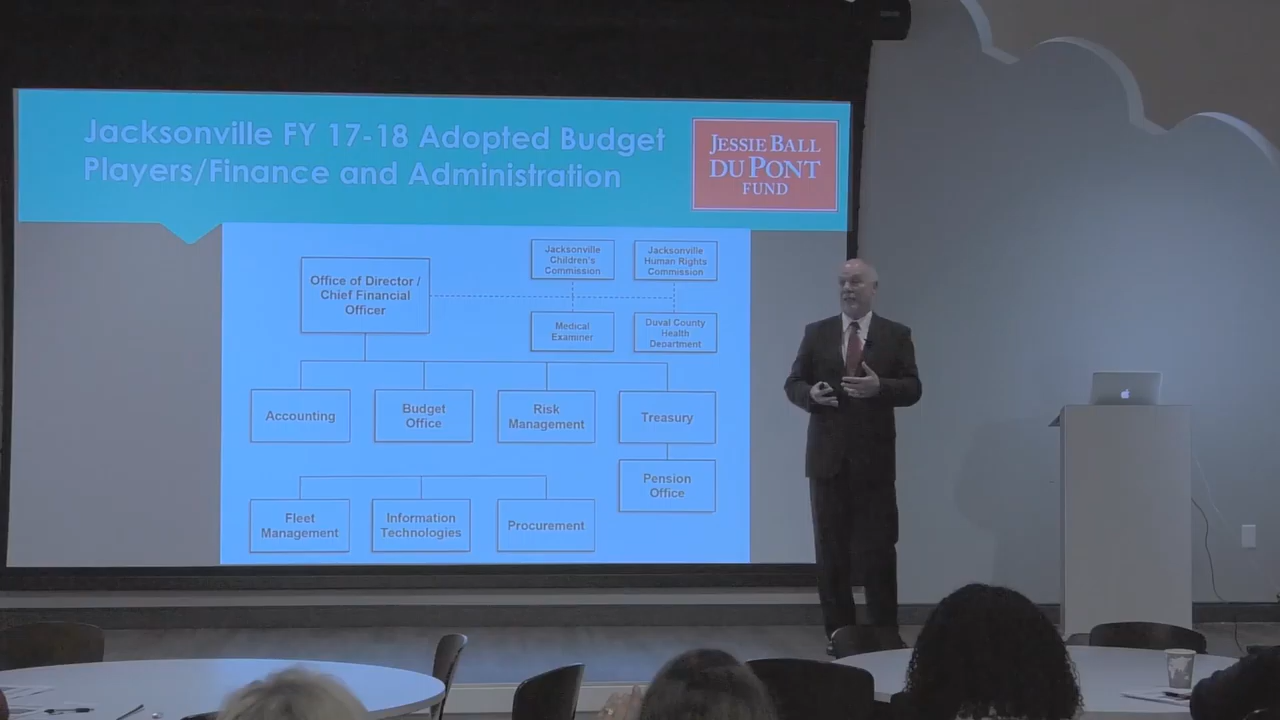 Jacksonville FY 17-18 Adopted Budget
Players/Finance and Administration
JESSIE BALL
DU PONT
FUND
Jacksonville
Children's
Commission
Jacksonville
Human Rights
Commission
Office of Director /
Chief Financial
Officer
Medical
Examiner
Duval County
Health
Department
Accounting
Budget
Office
Risk
Management
Treasury
Pension
Office
Fleet
Management
Information
Technologies
Procurement